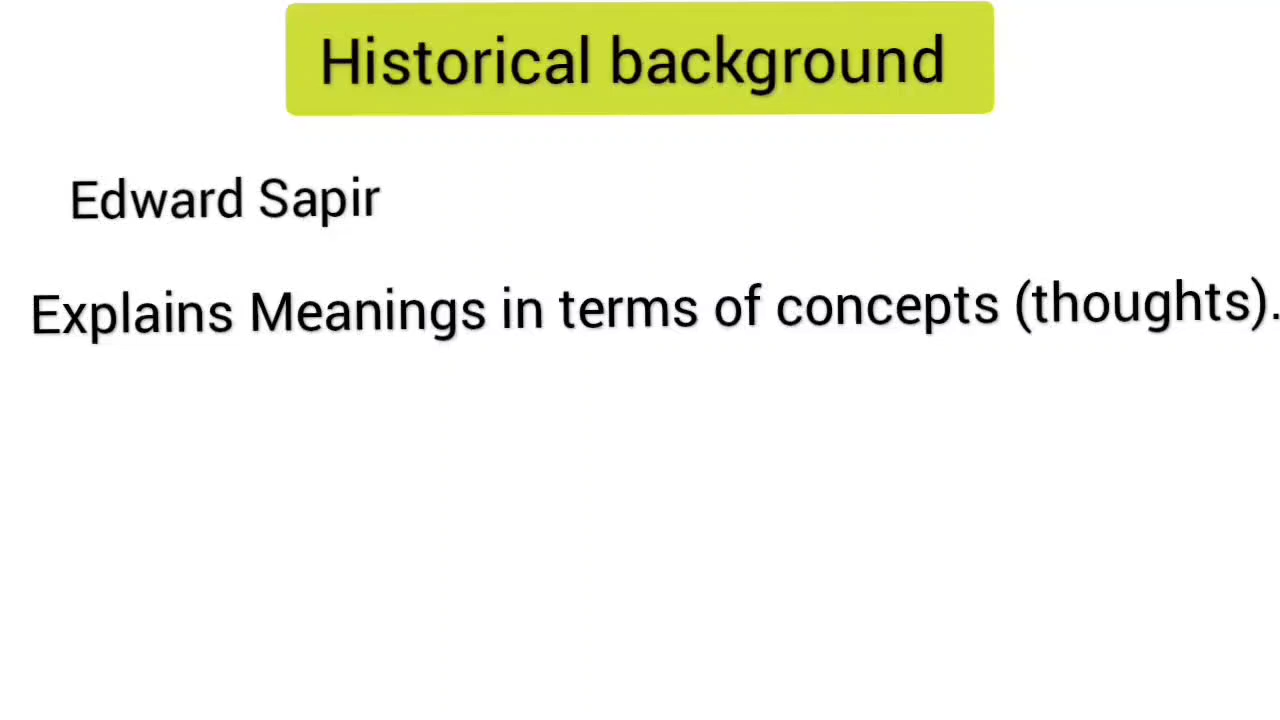 Historical background
Edward Sapir
Explains Meanings in terms of concepts (thoughts).